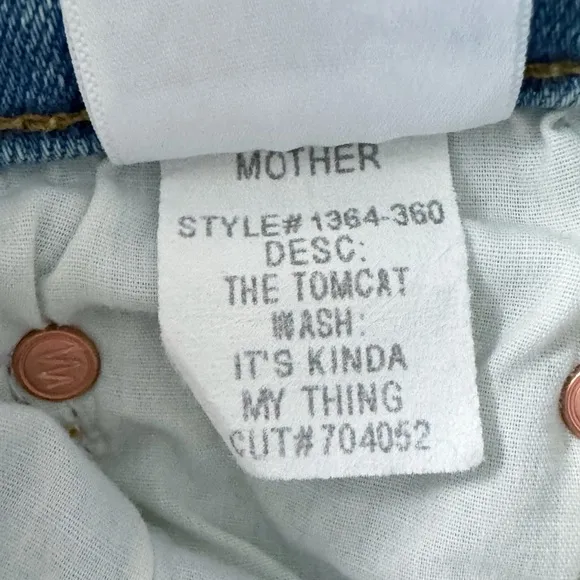 MOTHER
STYLE# 1364-360
DESC:
THE TOMCAT
WASH:
IT'S KINDA
MY THING
CUT# 704052